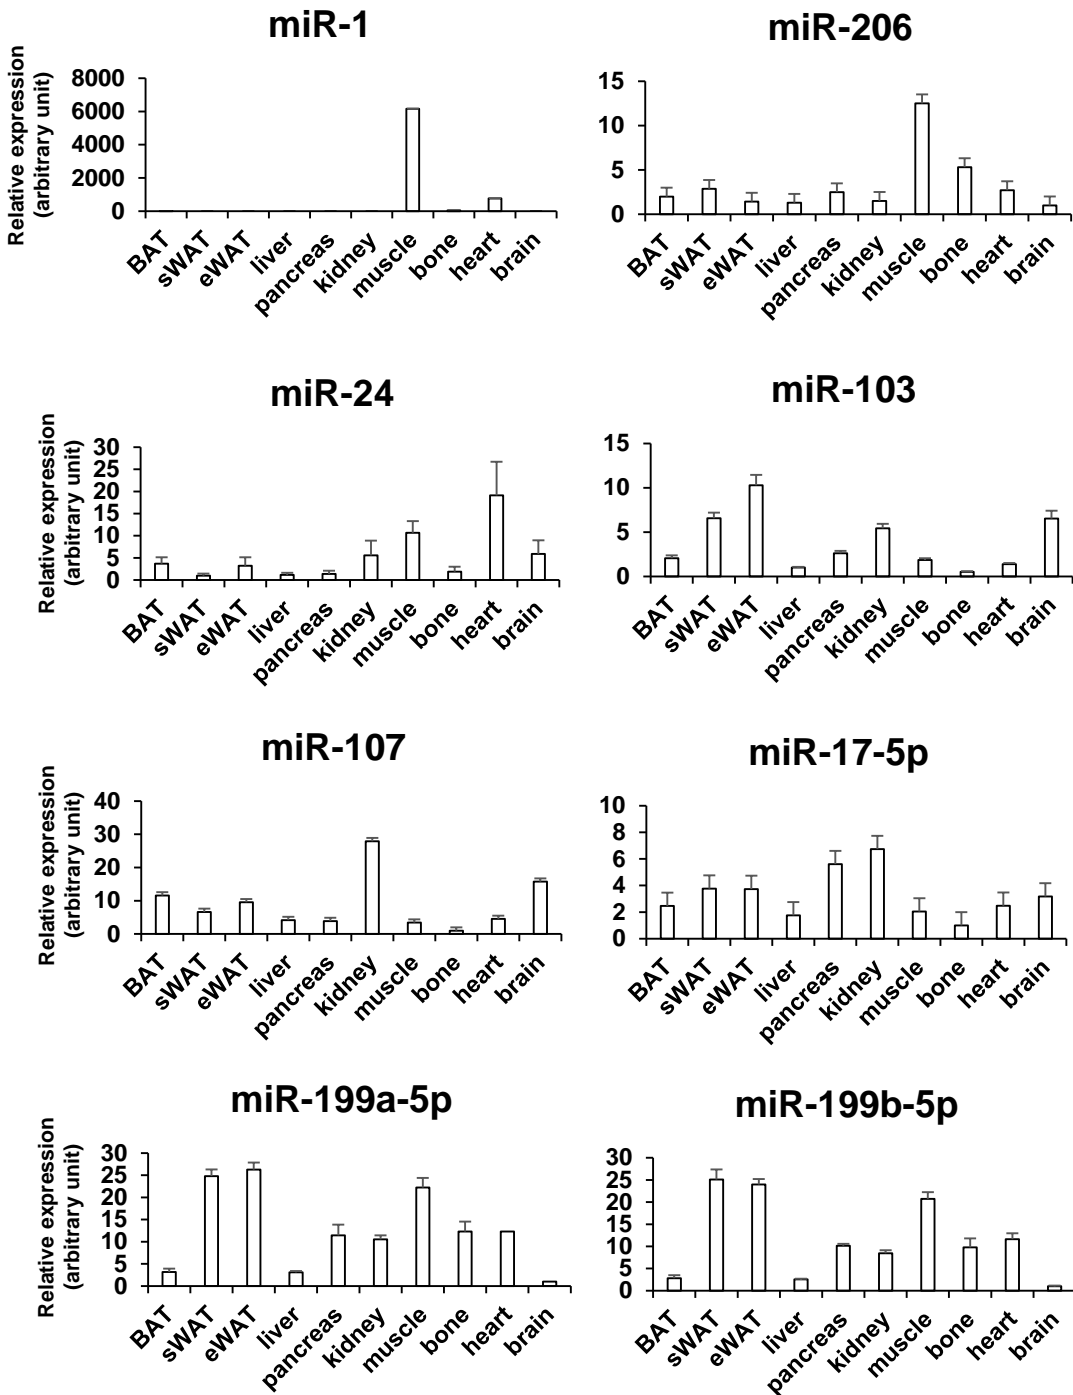 miR-1
miR-206
Relative expression
(arbitrary unit)
8000
6000
4000
2000
0
BAT
sWAT
eWAT
liver
pancreas
kidney
muscle
bone
heart
brain
15
10
5
0
BAT
sWAT
eWAT
liver
pancreas
kidney
muscle
bone
heart
brain
miR-24
miR-103
Relative expression
(arbitrary unit)
30
25
20
15
10
5
0
BAT
sWAT
eWAT
liver
pancreas
kidney
muscle
bone
heart
brain
15
10
5
0
BAT
sWAT
eWAT
liver
pancreas
kidney
muscle
bone
heart
brain
miR-107
miR-17-5p
Relative expression
(arbitrary unit)
40
30
20
10
0
BAT
sWAT
eWAT
liver
pancreas
kidney
muscle
bone
heart
brain
10
8
6
4
2
0
BAT
sWAT
eWAT
liver
pancreas
kidney
muscle
bone
heart
brain
miR-199a-5p
miR-199b-5p
Relative expression
(arbitrary unit)
30
25
20
15
10
5
0
BAT
sWAT
eWAT
liver
pancreas
kidney
muscle
bone
heart
brain
30
25
20
15
10
5
0
BAT
sWAT
eWAT
liver
pancreas
kidney
muscle
bone
heart
brain